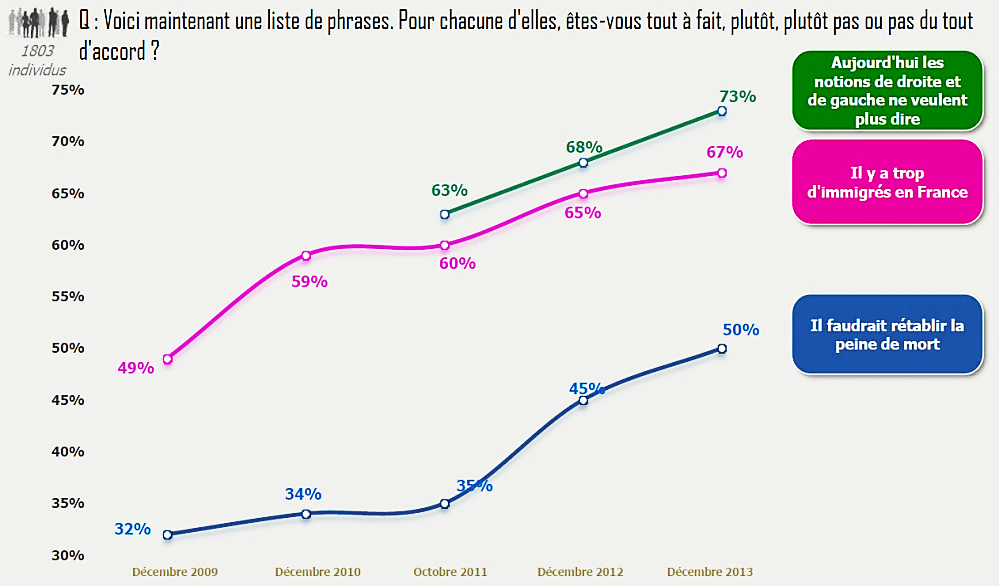 Q : Voici maintenant une liste de phrases. Pour chacune d'elles, êtes-vous tout à fait, plutôt, plutôt pas ou pas du tout
d'accord ?
1803
individus
75%
70%
65%
60%
55%
50%
45%
40%
35%
30%
63%
68%
73%
49%
59%
60%
65%
67%
32%
34%
35%
45%
50%
Décembre 2009
Décembre 2010
Octobre 2011
Décembre 2012
Décembre 2013
Aujourd'hui les
notions de droite et
de gauche ne veulent
plus dire
Il y a trop
d'immigrés en France
Il faudrait rétablir la
peine de mort